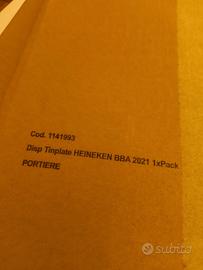 Cod. 1141993
Disp Tinplate HEINEKEN BBA 2021 1xPack
PORTIERE
subito